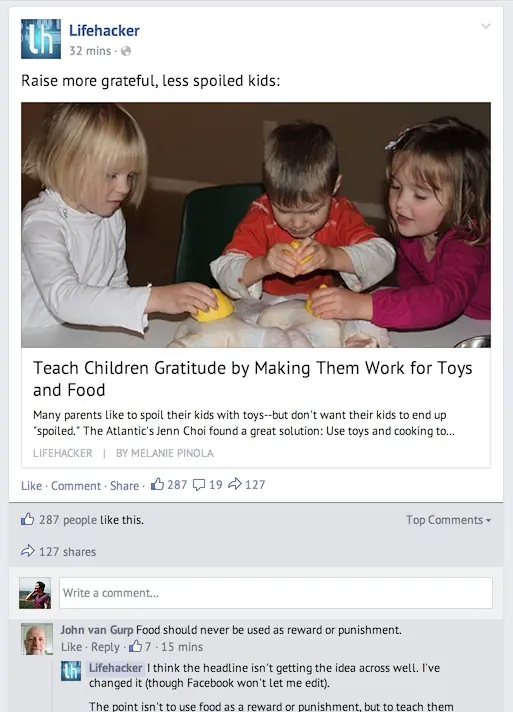 lh
Lifehacker
32 mins ·
Raise more grateful, less spoiled kids:
Teach Children Gratitude by Making Them Work for Toys
and Food
Many parents like to spoil their kids with toys--but don't want their kids to end up
"spoiled." The Atlantic's Jenn Choi found a great solution: Use toys and cooking to...
LIFEHACKER | BY MELANIE PINOLA
Like · Comment · Share · 287 19 127
287 people like this. Top Comments
127 shares
Write a comment...
John van Gurp Food should never be used as reward or punishment.
Like · Reply · 7 · 15 mins
lh Lifehacker I think the headline isn't getting the idea across well. I've
changed it (though Facebook won't let me edit).
The point isn't to use food as a reward or punishment, but to teach them